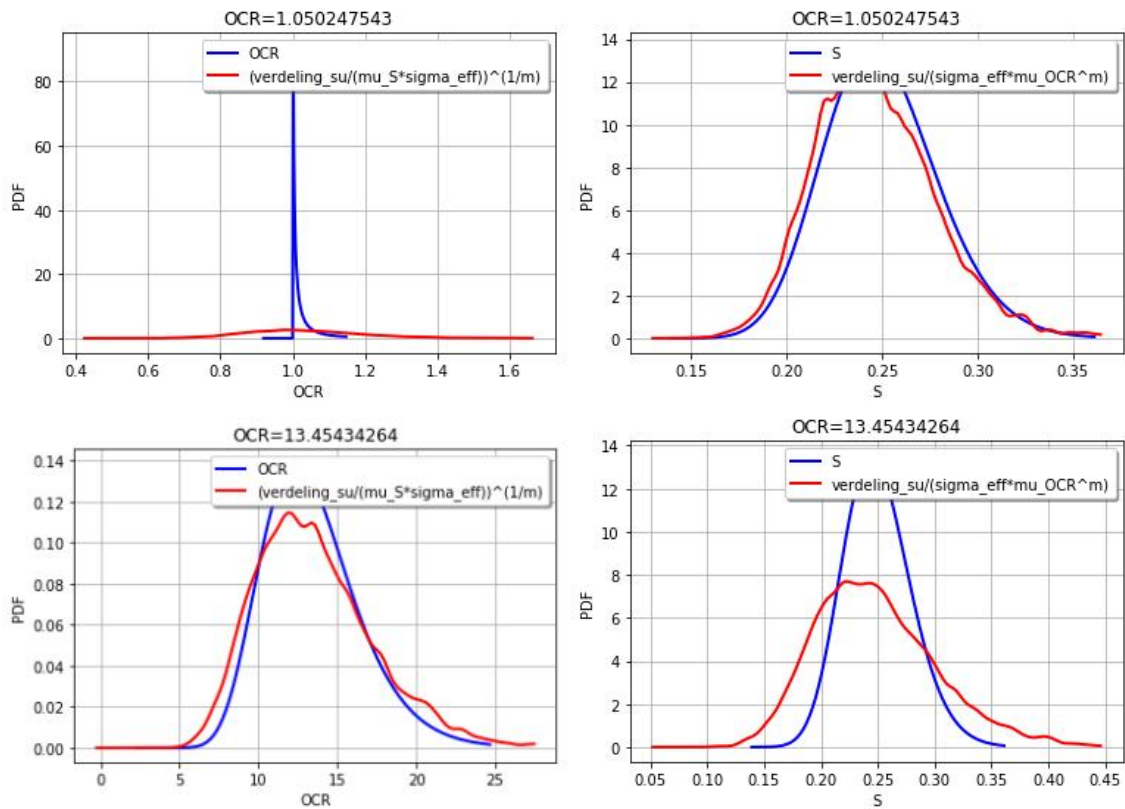 OCR=1.050247543
OCR
(verdeling_su/(mu_S*sigma_eff))^(1/m)
80
60
40
20
0
PDF
0.4 0.6 0.8 1.0 1.2 1.4 1.6
OCR
OCR=1.050247543
S
verdeling_su/(sigma_eff*mu_OCR^m)
14
12
10
8
6
4
2
0
PDF
0.15 0.20 0.25 0.30 0.35
S
OCR=13.45434264
OCR
(verdeling_su/(mu_S*sigma_eff))^(1/m)
0.14
0.12
0.10
0.08
0.06
0.04
0.02
0.00
PDF
0 5 10 15 20 25
OCR
OCR=13.45434264
S
verdeling_su/(sigma_eff*mu_OCR^m)
14
12
10
8
6
4
2
0
PDF
0.05 0.10 0.15 0.20 0.25 0.30 0.35 0.40 0.45
S